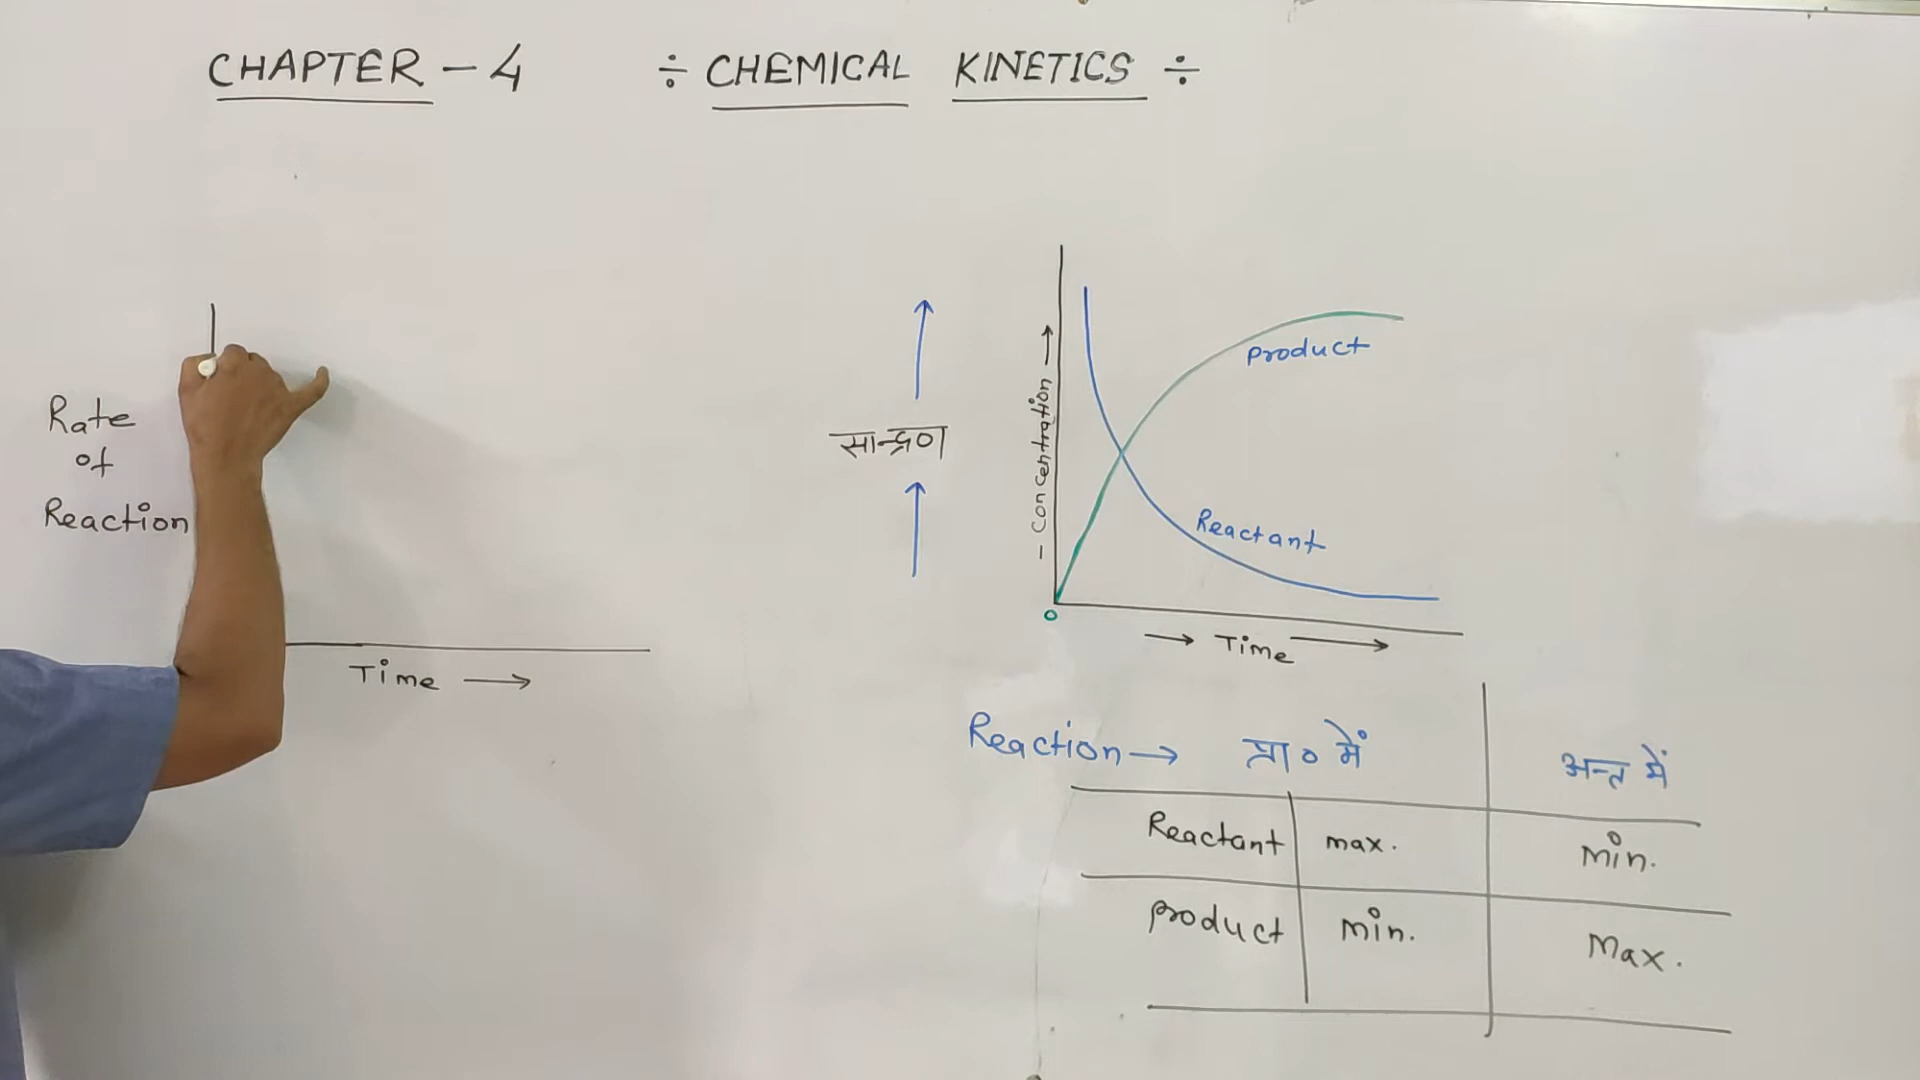 CHAPTER - 4 ÷ CHEMICAL KINETICS ÷
Rate
of
Reaction
Time →
सान्द्रण
- Concentration →
Product
Reactant
0
→ Time →
Reaction → प्रा० में अन्त में
Reactant max. Min.
Product Min. Max.